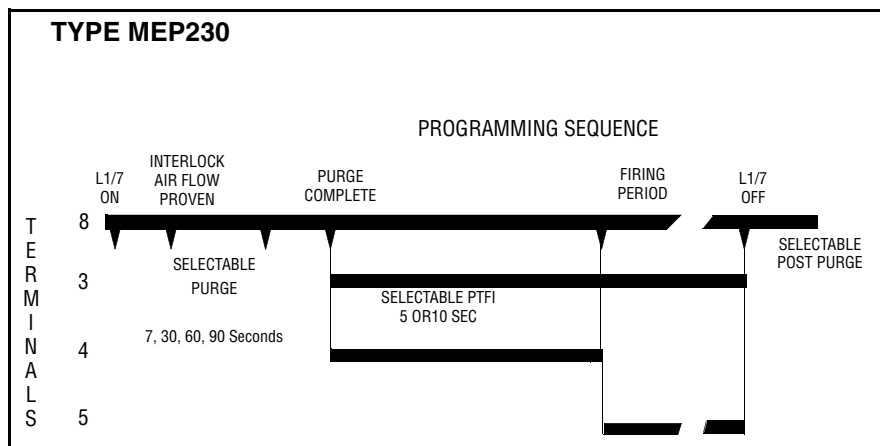 TYPE MEP230
PROGRAMMING SEQUENCE
L1/7
ON
INTERLOCK
AIR FLOW
PROVEN
PURGE
COMPLETE
FIRING
PERIOD
L1/7
OFF
TERMINALS
8
SELECTABLE
PURGE
SELECTABLE
POST PURGE
3
SELECTABLE PTFI
5 OR10 SEC
7, 30, 60, 90 Seconds
4
5